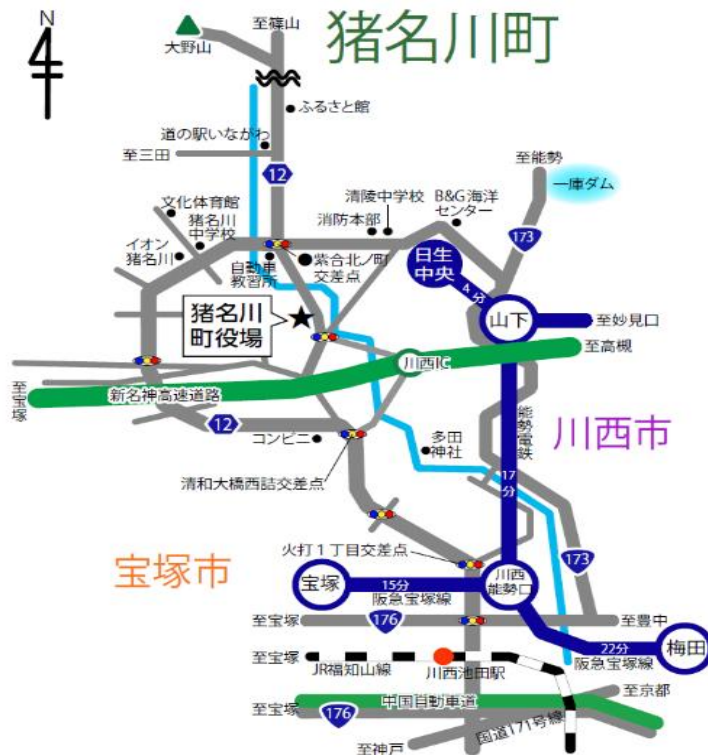 N
至篠山
猪名川町
大野山
ふるさと館
道の駅いながわ
至三田
12
至能勢
一庫ダム
文化体育館
清陵中学校
B&G海洋
センター
消防本部
猪名川
中学校
173
イオン
猪名川
自動車
教習所
紫合北ノ町
交差点
日生
中央
4分
猪名川
町役場
山下
至妙見口
至高槻
川西IC
至宝塚
新名神高速道路
能勢電鉄
12
コンビニ
多田
神社
川西市
清和大橋西詰交差点
17分
火打1丁目交差点
宝塚市
173
宝塚
15分
阪急宝塚線
川西
能勢口
至宝塚
176
至豊中
22分
梅田
阪急宝塚線
至宝塚
JR福知山線
川西池田駅
至京都
至宝塚
中国自動車道
176
国道171号線
至神戸